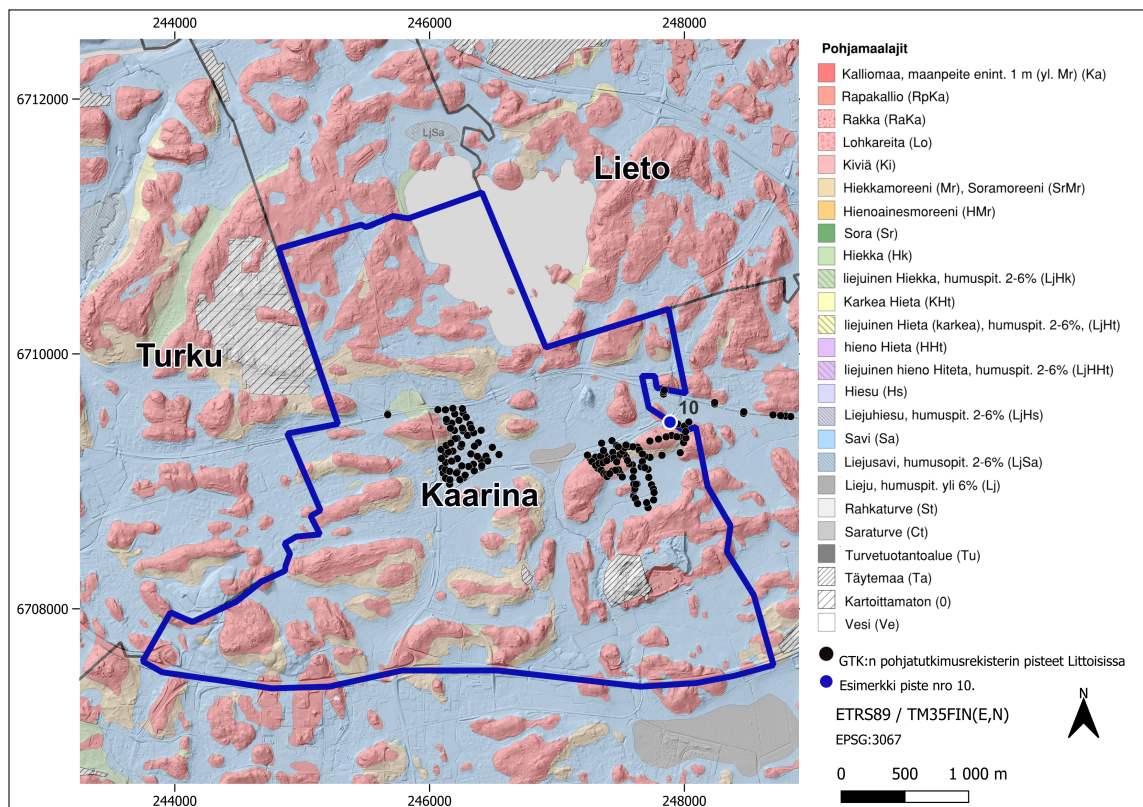 244000 246000 248000
6712000
6710000
6708000
LjSa
Lieto
Turku
Kaarina
10
244000 246000 248000
Pohjamaalajit
Kalliomaa, maanpeite enint. 1 m (yl. Mr) (Ka)
Rapakallio (RpKa)
Rakka (RaKa)
Lohkareita (Lo)
Kiviä (Ki)
Hiekkamoreeni (Mr), Soramoreeni (SrMr)
Hienoainesmoreeni (HMr)
Sora (Sr)
Hiekka (Hk)
liejuinen Hiekka, humuspit. 2-6% (LjHk)
Karkea Hieta (KHt)
liejuinen Hieta (karkea), humuspit. 2-6%, (LjHt)
hieno Hieta (HHt)
liejuinen hieno Hiteta, humuspit. 2-6% (LjHHt)
Hiesu (Hs)
Liejuhiesu, humuspit. 2-6% (LjHs)
Savi (Sa)
Liejusavi, humusopit. 2-6% (LjSa)
Lieju, humuspit. yli 6% (Lj)
Rahkaturve (St)
Saraturve (Ct)
Turvetuotantoalue (Tu)
Täytemaa (Ta)
Kartoittamaton (0)
Vesi (Ve)
GTK:n pohjatutkimusrekisterin pisteet Littoisissa
Esimerkki piste nro 10.
ETRS89 / TM35FIN(E,N)
EPSG:3067
N
0 500 1 000 m